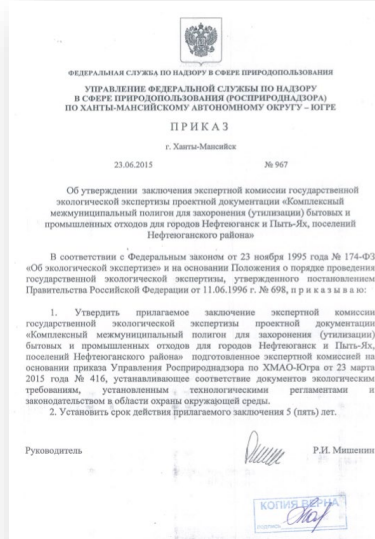 ФЕДЕРАЛЬНАЯ СЛУЖБА ПО НАДЗОРУ В СФЕРЕ ПРИРОДОПОЛЬЗОВАНИЯ
УПРАВЛЕНИЕ ФЕДЕРАЛЬНОЙ СЛУЖБЫ ПО НАДЗОРУ
В СФЕРЕ ПРИРОДОПОЛЬЗОВАНИЯ (РОСПРИРОДНАДЗОРА)
ПО ХАНТЫ-МАНСИЙСКОМУ АВТОНОМНОМУ ОКРУГУ – ЮГРЕ
ПРИКАЗ
г. Ханты-Мансийск
23.06.2015 № 967
Об утверждении заключения экспертной комиссии государственной
экологической экспертизы проектной документации «Комплексный
межмуниципальный полигон для захоронения (утилизации) бытовых и
промышленных отходов для городов Нефтеюганск и Пыть-Ях, поселений
Нефтеюганского района»
В соответствии с Федеральным законом от 23 ноября 1995 года № 174-ФЗ
«Об экологической экспертизе» и на основании Положения о порядке проведения
государственной экологической экспертизы, утвержденного постановлением
Правительства Российской Федерации от 11.06.1996 г. № 698, п р и к а з ы в а ю:
1. Утвердить прилагаемое заключение экспертной комиссии
государственной экологической экспертизы проектной документации
«Комплексный межмуниципальный полигон для захоронения (утилизации)
бытовых и промышленных отходов для городов Нефтеюганск и Пыть-Ях,
поселений Нефтеюганского района» подготовленное экспертной комиссией на
основании приказа Управления Росприроднадзора по ХМАО-Югра от 23 марта
2015 года № 416, устанавливающее соответствие документов экологическим
требованиям, установленным технологическими регламентами и
законодательством в области охраны окружающей среды.
2. Установить срок действия прилагаемого заключения 5 (пять) лет.
Руководитель Р.И. Мишенин
КОПИЯ ВЕРНА